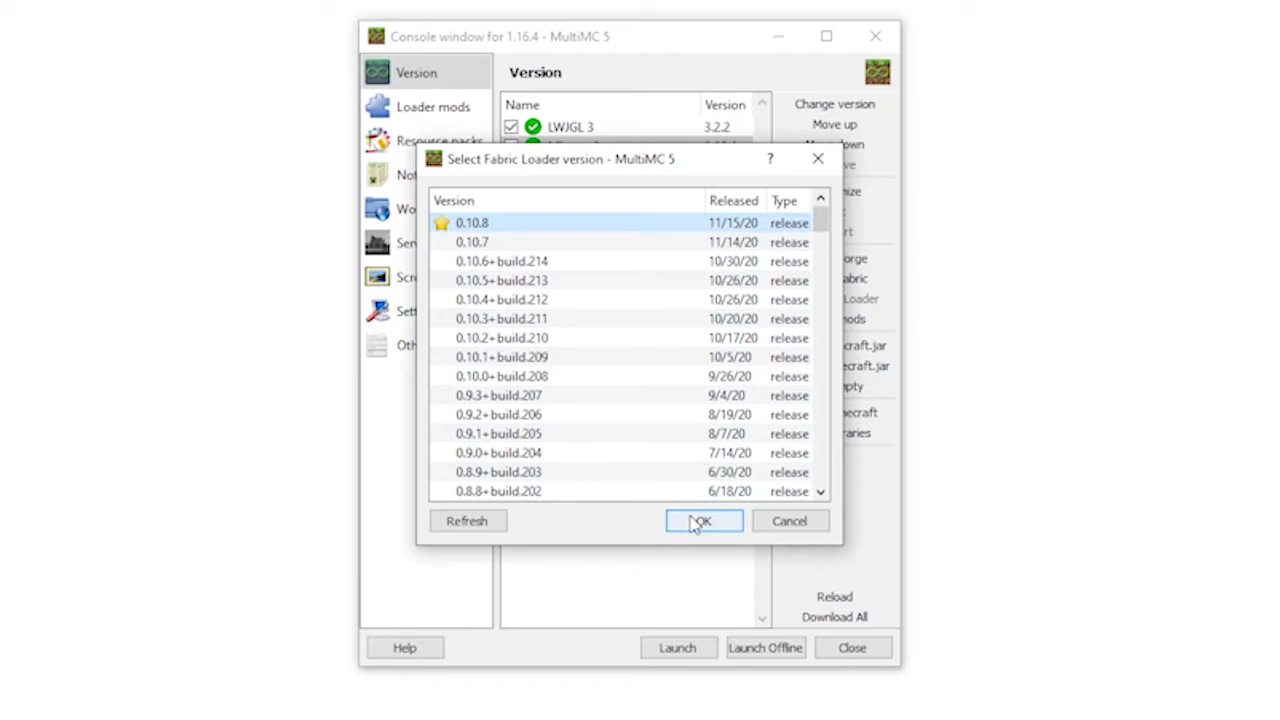 Console window for 1.16.4 - MultiMC 5
Version
Loader mods
Resource packs
Version
Name Version
LWJGL 3 3.2.2
Change version
Move up
Select Fabric Loader version - MultiMC 5
?
Version Released Type
0.10.8 11/15/20 release
0.10.7 11/14/20 release
0.10.6+build.214 10/30/20 release
0.10.5+build.213 10/26/20 release
0.10.4+build.212 10/26/20 release
0.10.3+build.211 10/20/20 release
0.10.2+build.210 10/17/20 release
0.10.1+build.209 10/5/20 release
0.10.0+build.208 9/26/20 release
0.9.3+build.207 9/4/20 release
0.9.2+build.206 8/19/20 release
0.9.1+build.205 8/7/20 release
0.9.0+build.204 7/14/20 release
0.8.9+build.203 6/30/20 release
0.8.8+build.202 6/18/20 release
Refresh OK Cancel
Loader
Reload
Download All
Help Launch Launch Offline Close